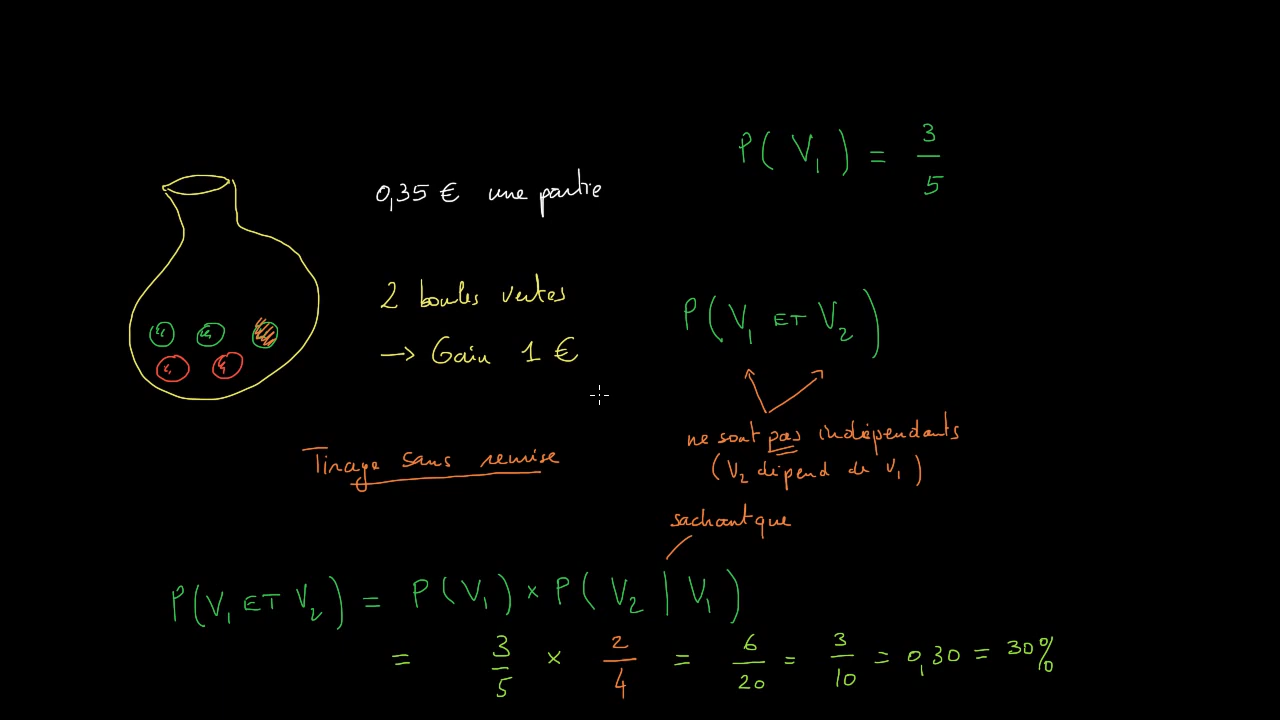 P(V₁) = 3/5
0,35 € une partie
2 boules vertes
→ Gain 1 €
P(V₁ ET V₂)
ne sont pas indépendants
(V₂ dépend de V₁)
Tirage sans remise
sachant que
P(V₁ ET V₂) = P(V₁) × P(V₂ | V₁)
= 3/5 × 2/4 = 6/20 = 3/10 = 0,30 = 30%